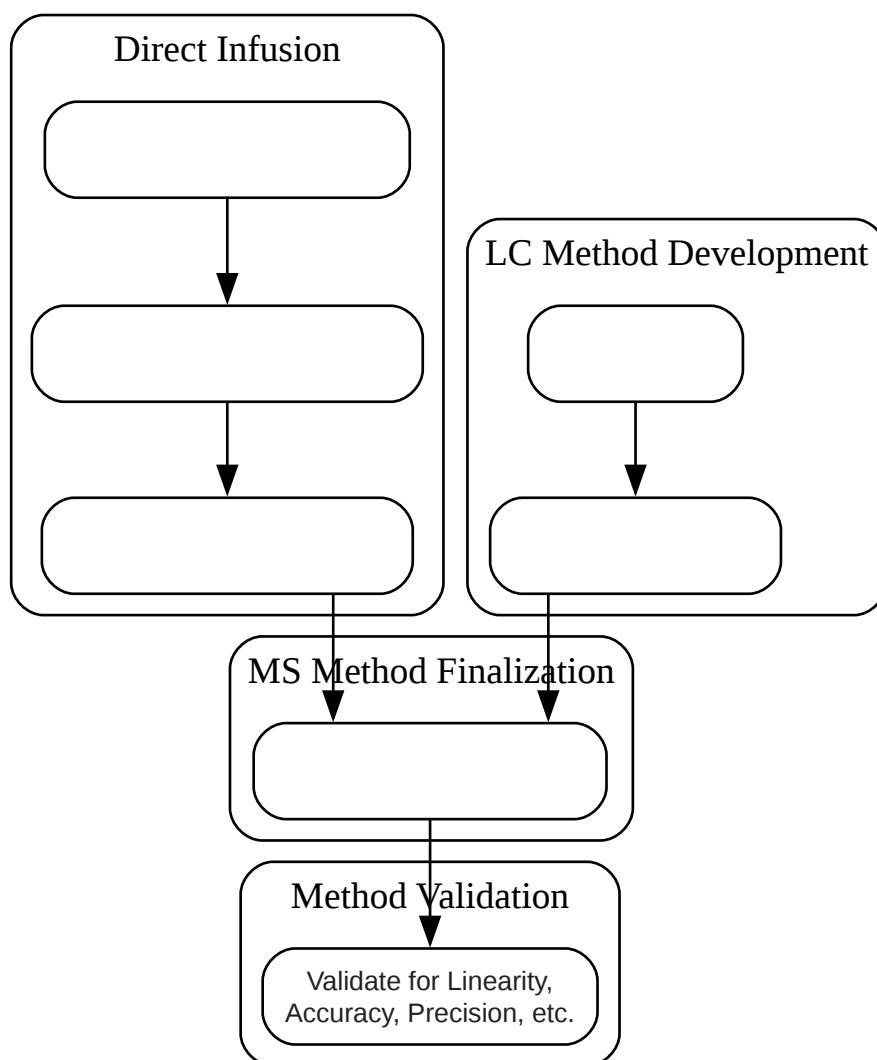 Direct Infusion
LC Method Development
MS Method Finalization
Method Validation
Validate for Linearity,
Accuracy, Precision, etc.